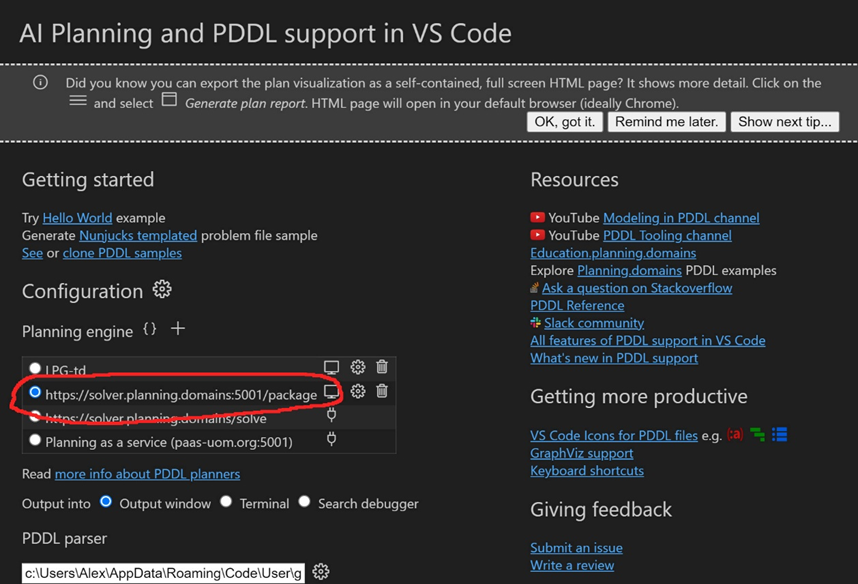 AI Planning and PDDL support in VS Code
Did you know you can export the plan visualization as a self-contained, full screen HTML page? It shows more detail. Click on the
and select Generate plan report. HTML page will open in your default browser (ideally Chrome).
OK, got it. Remind me later. Show next tip...
Getting started
Try Hello World example
Generate Nunjucks templated problem file sample
See or clone PDDL samples
Configuration
Planning engine {} +
LPG-td
https://solver.planning.domains:5001/package
https://solver.planning.domains/solve
Planning as a service (paas-uom.org:5001)
Read more info about PDDL planners
Output into Output window Terminal Search debugger
PDDL parser
c:\Users\Alex\AppData\Roaming\Code\User\g
Resources
YouTube Modeling in PDDL channel
YouTube PDDL Tooling channel
Education.planning.domains
Explore Planning.domains PDDL examples
Ask a question on Stackoverflow
PDDL Reference
Slack community
All features of PDDL support in VS Code
What's new in PDDL support
Getting more productive
VS Code Icons for PDDL files e.g. (:a)
GraphViz support
Keyboard shortcuts
Giving feedback
Submit an issue
Write a review